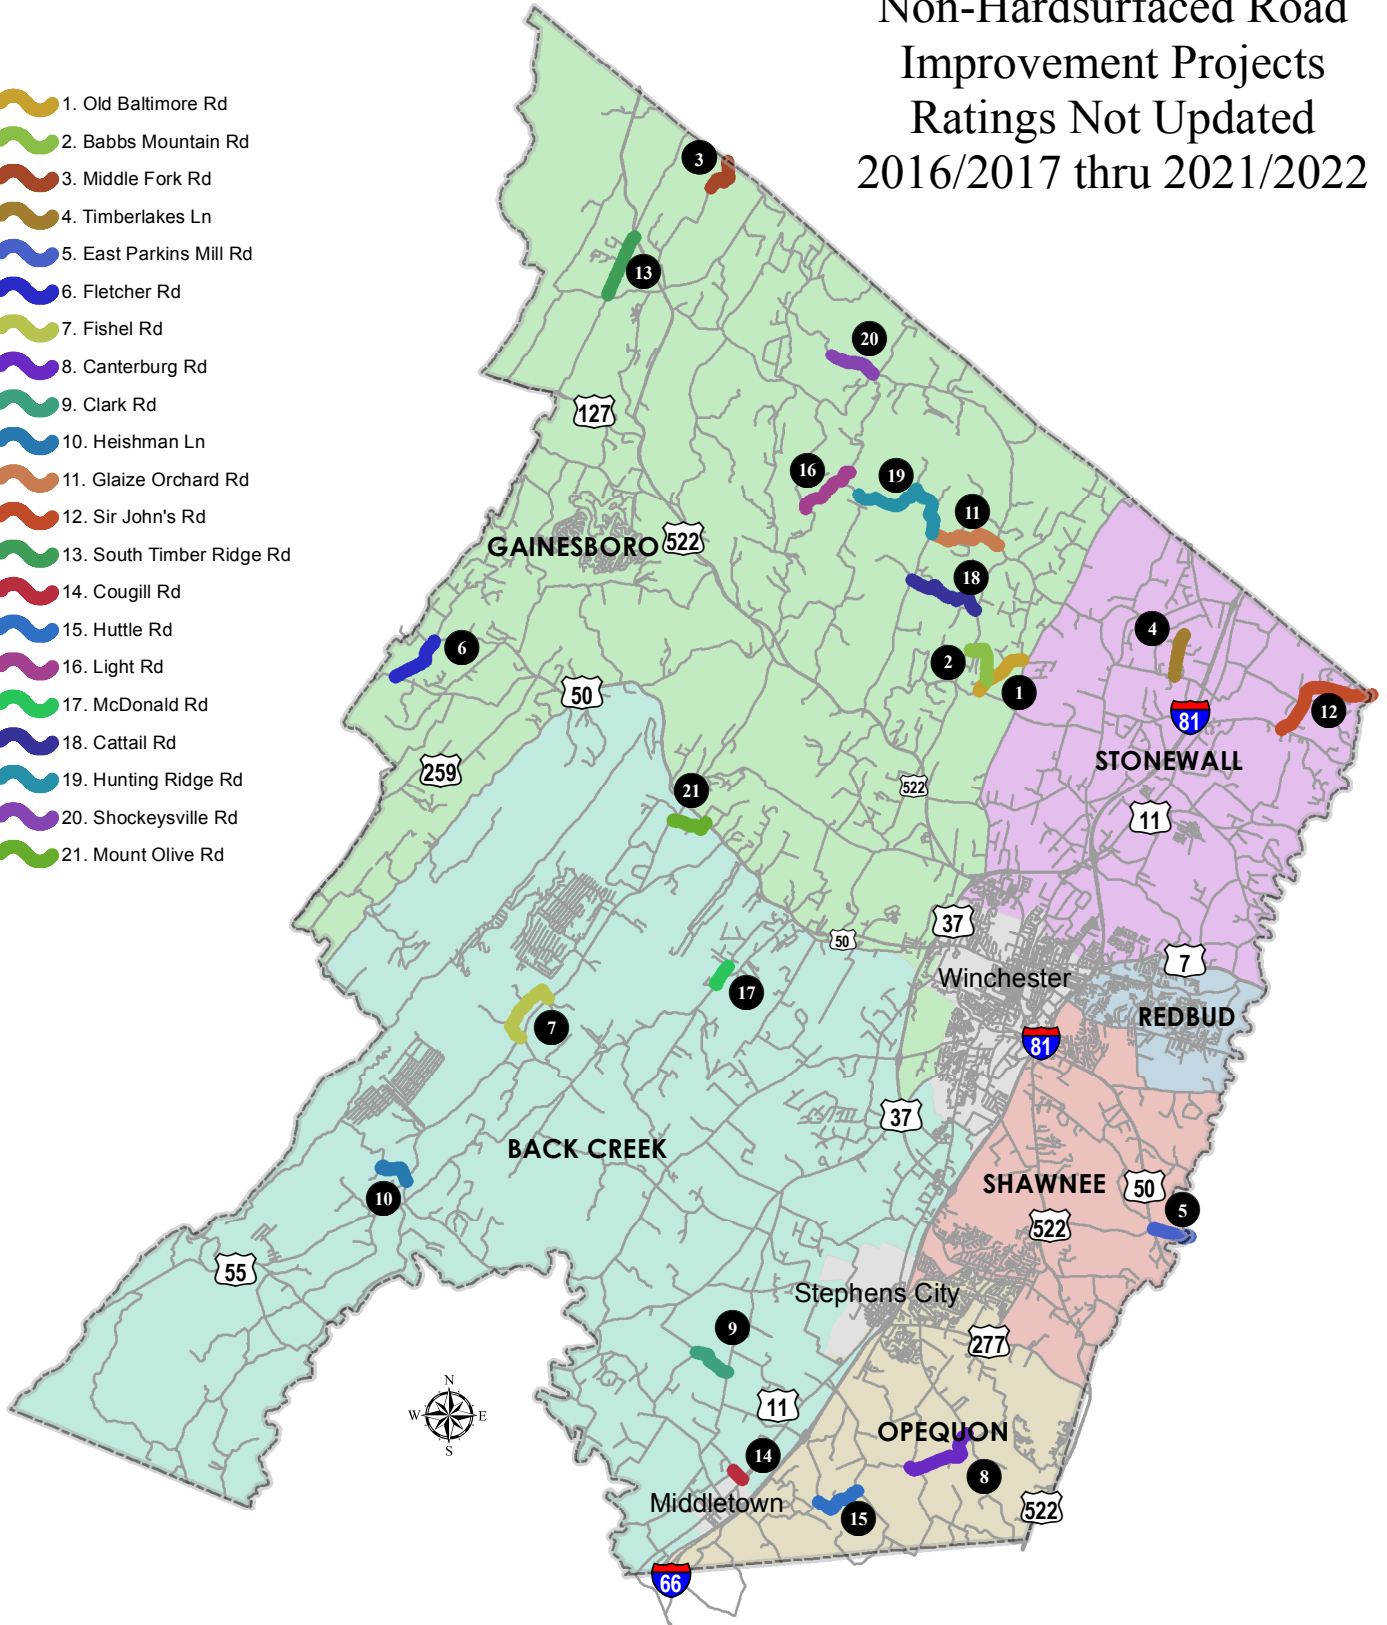 Non-Hardsurfaced Road
Improvement Projects
Ratings Not Updated
2016/2017 thru 2021/2022
1. Old Baltimore Rd
2. Babbs Mountain Rd
3. Middle Fork Rd
4. Timberlakes Ln
5. East Parkins Mill Rd
6. Fletcher Rd
7. Fishel Rd
8. Canterburg Rd
9. Clark Rd
10. Heishman Ln
11. Glaize Orchard Rd
12. Sir John's Rd
13. South Timber Ridge Rd
14. Cougill Rd
15. Huttle Rd
16. Light Rd
17. McDonald Rd
18. Cattail Rd
19. Hunting Ridge Rd
20. Shockeysville Rd
21. Mount Olive Rd
3
13
20
127
16
19
11
GAINESBORO
522
18
4
6
2
1
50
12
81
STONEWALL
259
21
522
11
37
50
7
Winchester
17
REDBUD
7
81
37
BACK CREEK
SHAWNEE
50
10
5
522
55
Stephens City
9
277
N
W
E
S
11
OPEQUON
14
8
Middletown
15
522
66